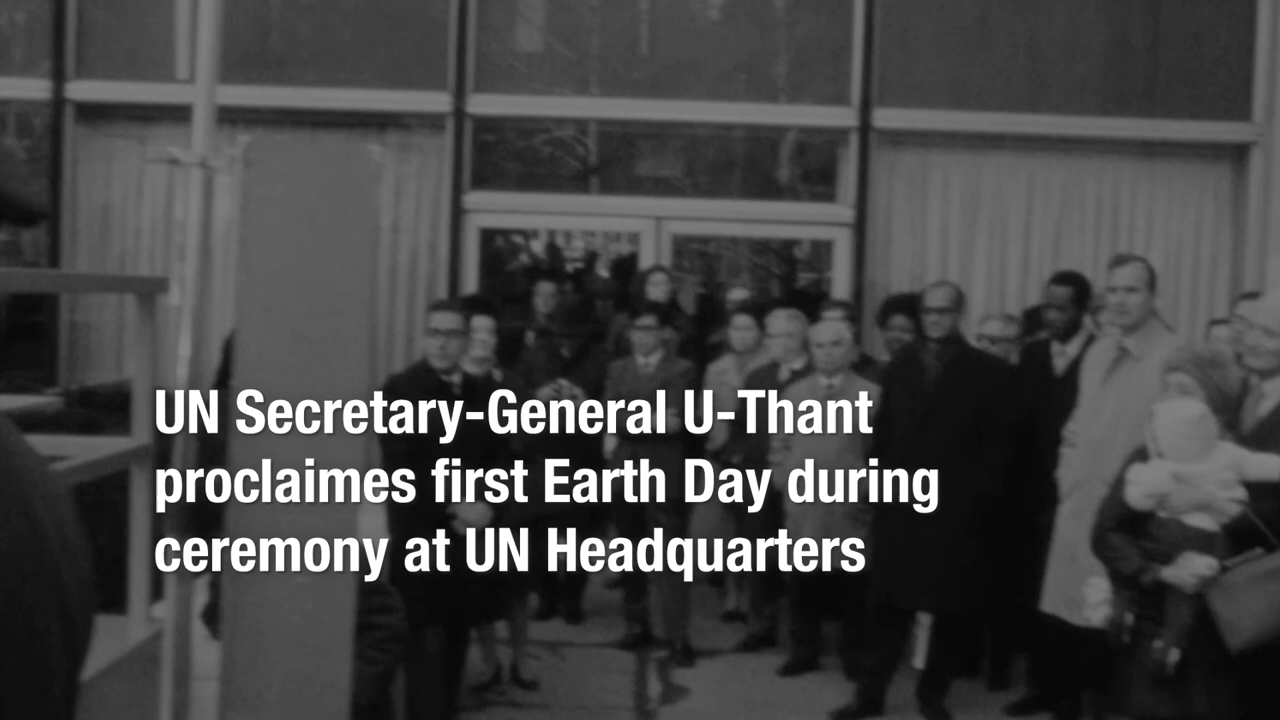 UN Secretary-General U-Thant
proclaimes first Earth Day during
ceremony at UN Headquarters